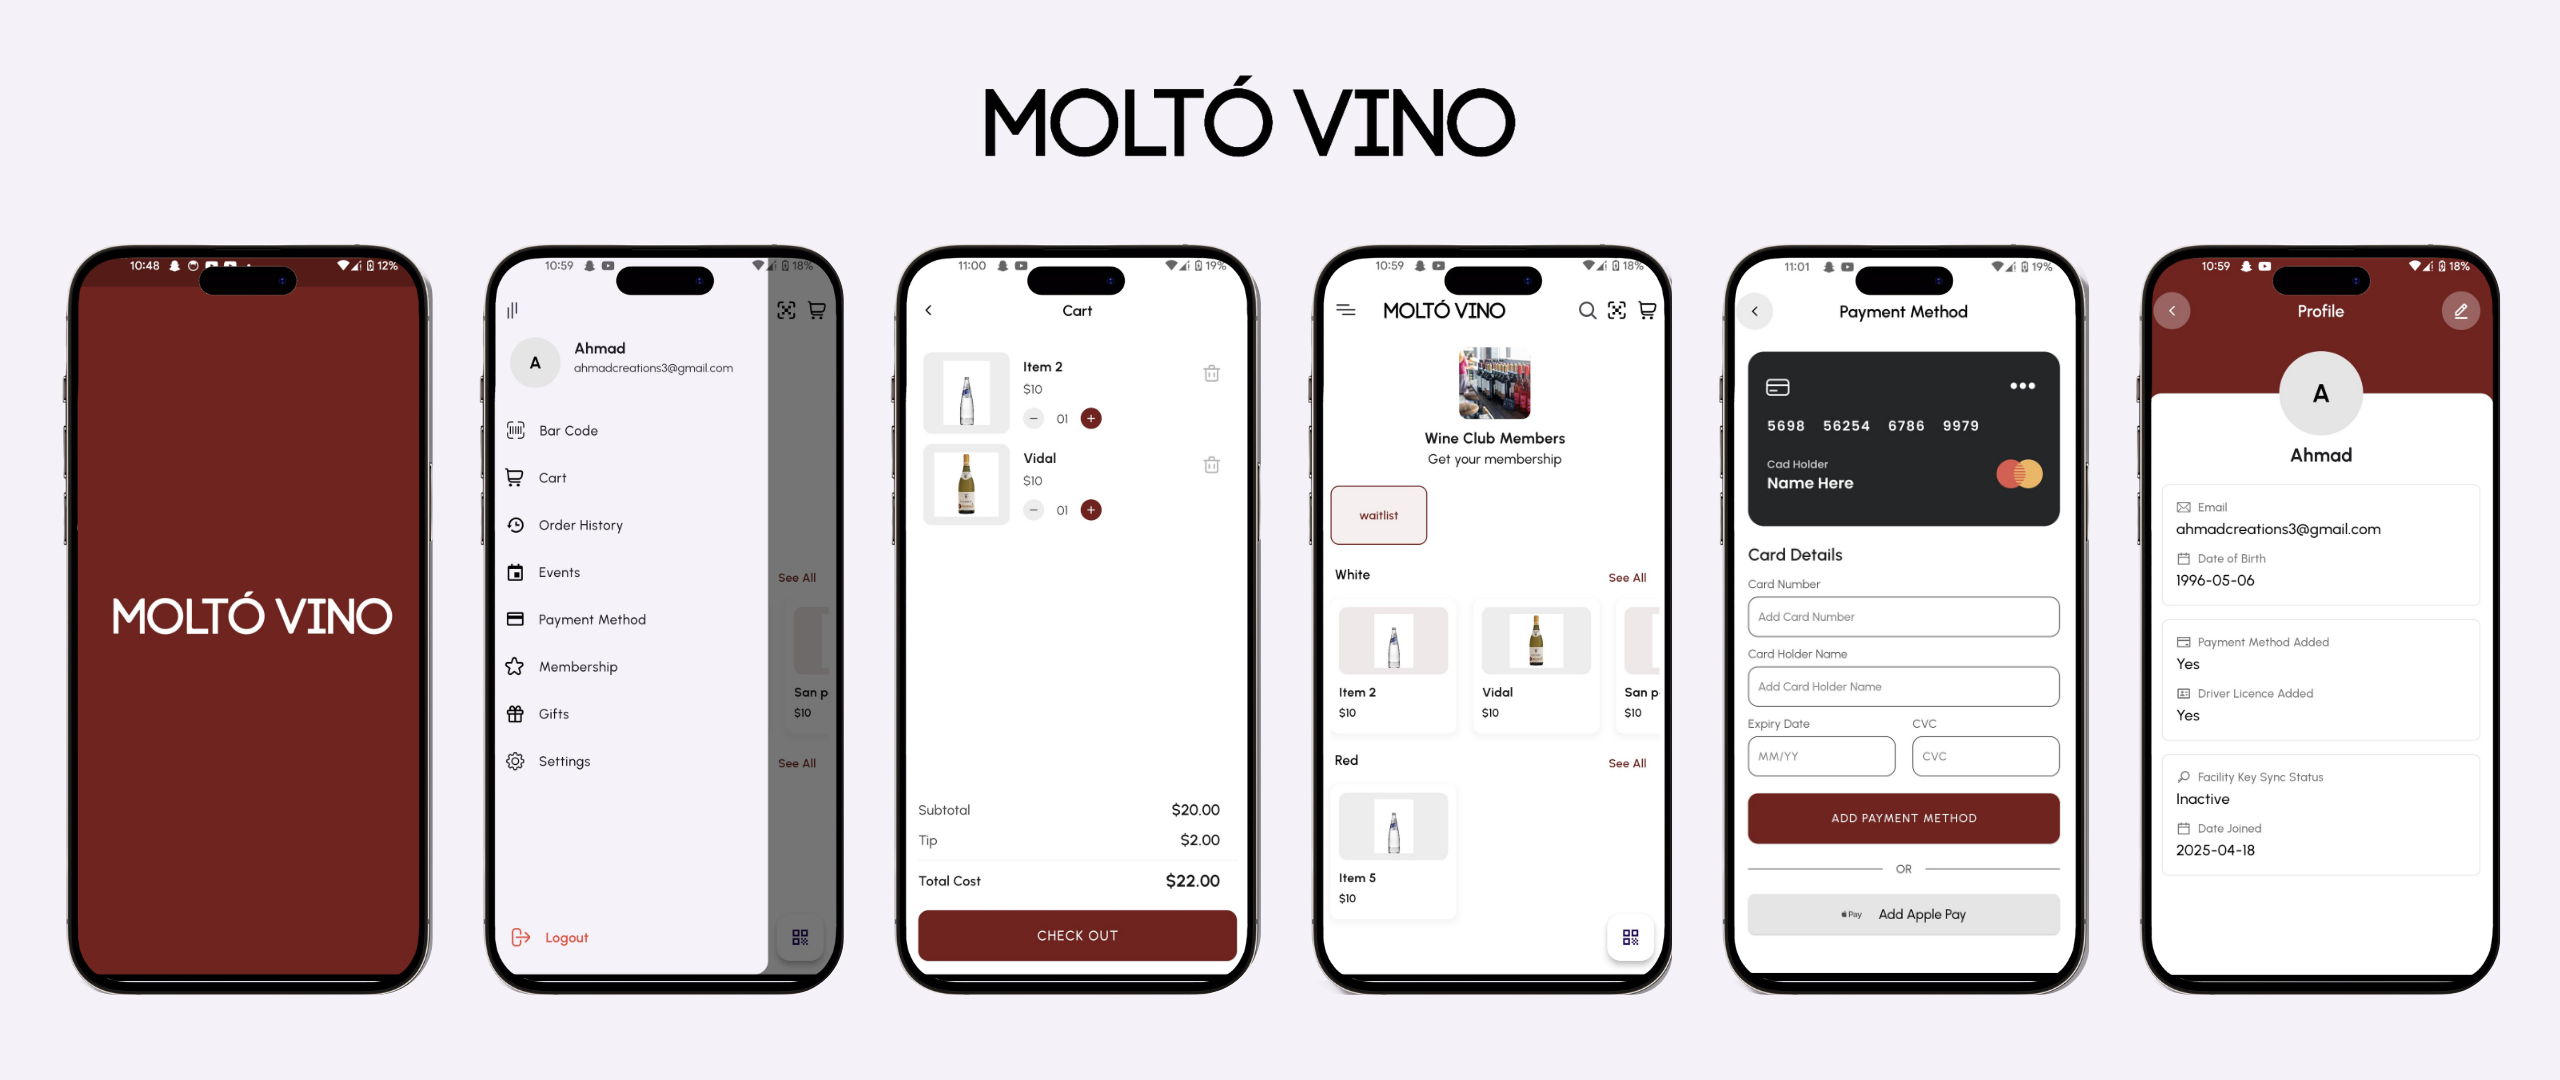 MOLTÓ VINO
10:48
12%
MOLTÓ VINO
10:59
18%
Ahmad
A
ahmadcreations3@gmail.com
Bar Code
Cart
Order History
Events
Payment Method
Membership
Gifts
Settings
Logout
See All
San p
$10
See All
11:00
19%
Cart
Item 2
$10
01
Vidal
$10
01
Subtotal $20.00
Tip $2.00
Total Cost $22.00
CHECK OUT
10:59
18%
MOLTÓ VINO
Wine Club Members
Get your membership
waitlist
White See All
Item 2 Vidal San p
$10 $10 $10
Red See All
Item 5
$10
11:01
19%
Payment Method
5698 56254 6786 9979
Cad Holder
Name Here
Card Details
Card Number
Add Card Number
Card Holder Name
Add Card Holder Name
Expiry Date CVC
MM/YY CVC
ADD PAYMENT METHOD
OR
Pay Add Apple Pay
10:59
18%
Profile
A
Ahmad
Email
ahmadcreations3@gmail.com
Date of Birth
1996-05-06
Payment Method Added
Yes
Driver Licence Added
Yes
Facility Key Sync Status
Inactive
Date Joined
2025-04-18